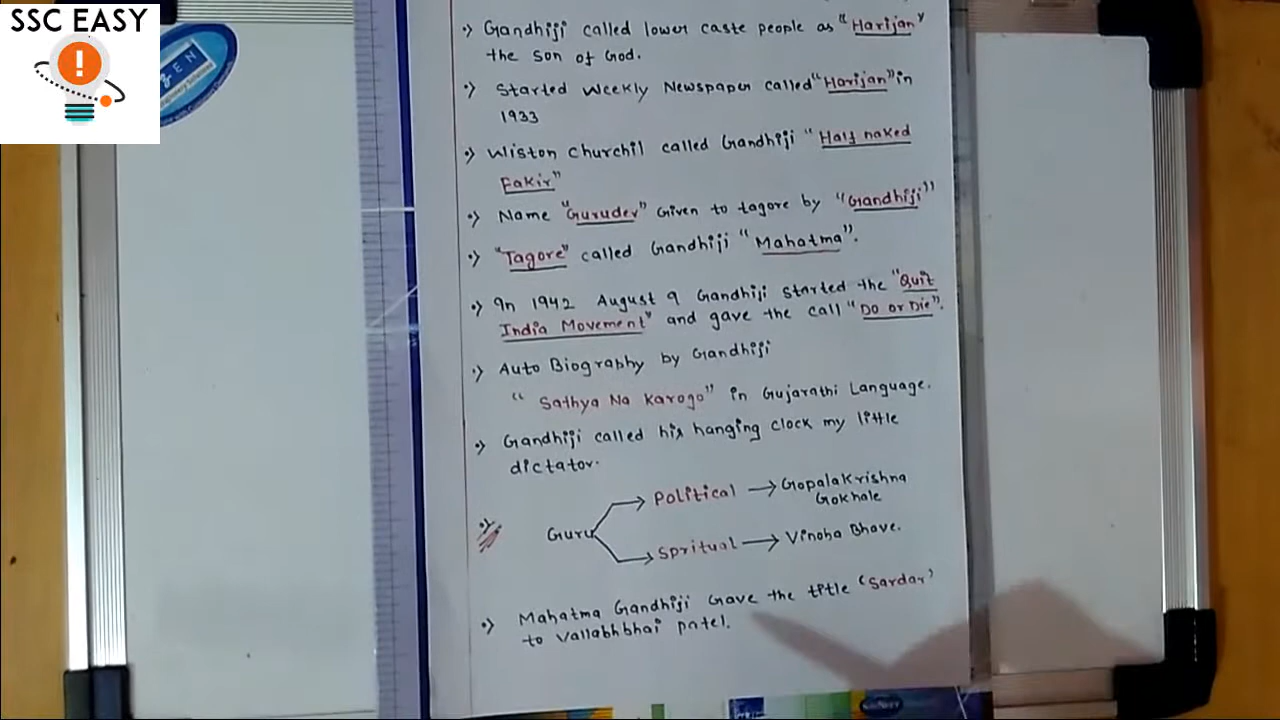 SSC EASY
•) Gandhiji called lower caste people as "Harijan"
the son of God.
•) Started Weekly Newspaper called "Harijan" in
1933
•) Wiston Churchil called Gandhiji "Half naked
Fakir"
•) Name "Gurudev" Given to tagore by "Gandhiji"
•) "Tagore" called Gandhiji "Mahatma".
•) In 1942 August 9 Gandhiji started the "Quit
India Movement" and gave the call "Do or Die".
•) Auto Biography by Gandhiji
"Sathya Na Karogo" in Gujarathi Language.
•) Gandhiji called his hanging clock my little
dictator.
•) Guru
Political → Gopalakrishna
Gokhale
Spritual → Vinoba Bhave.
•) Mahatma Gandhiji Gave the title 'Sardar'
to Vallabhbhai patel.